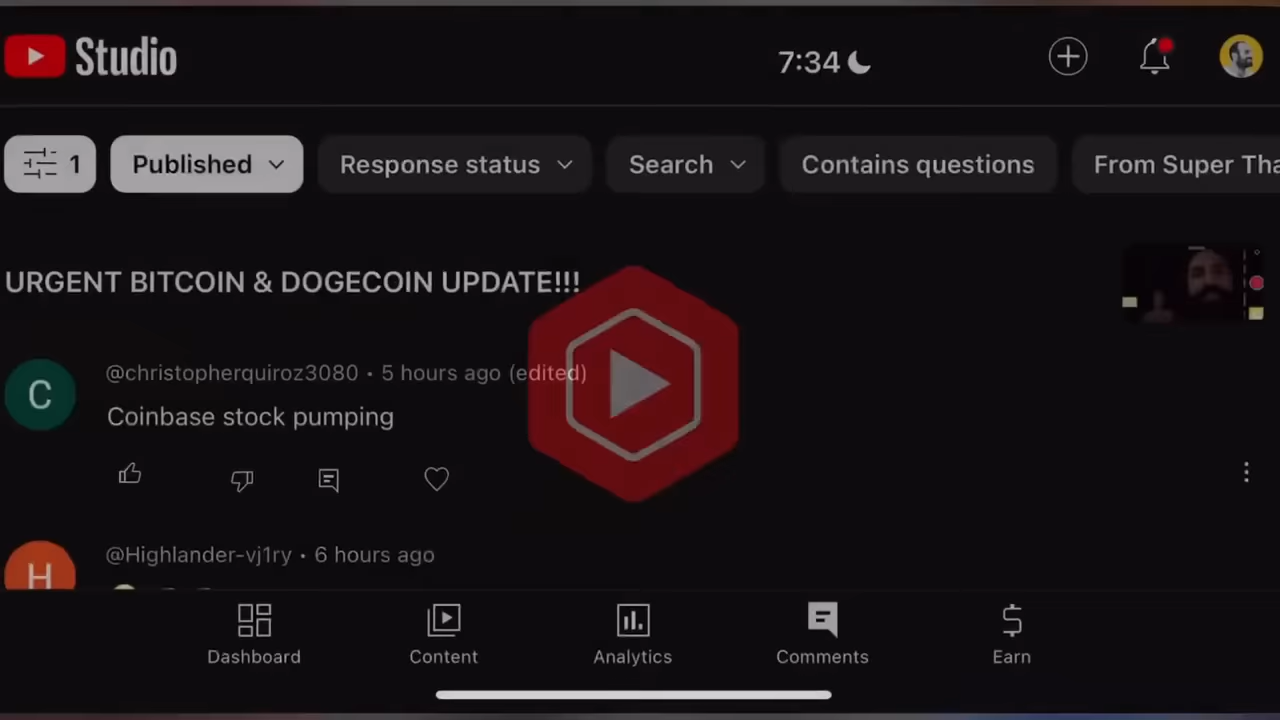 Studio
7:34
1
Published
Response status
Search
Contains questions
From Super Tha
URGENT BITCOIN & DOGECOIN UPDATE!!!
C
@christopherquiroz3080 • 5 hours ago (edited)
Coinbase stock pumping
H
@Highlander-vj1ry • 6 hours ago
Dashboard
Content
Analytics
Comments
Earn